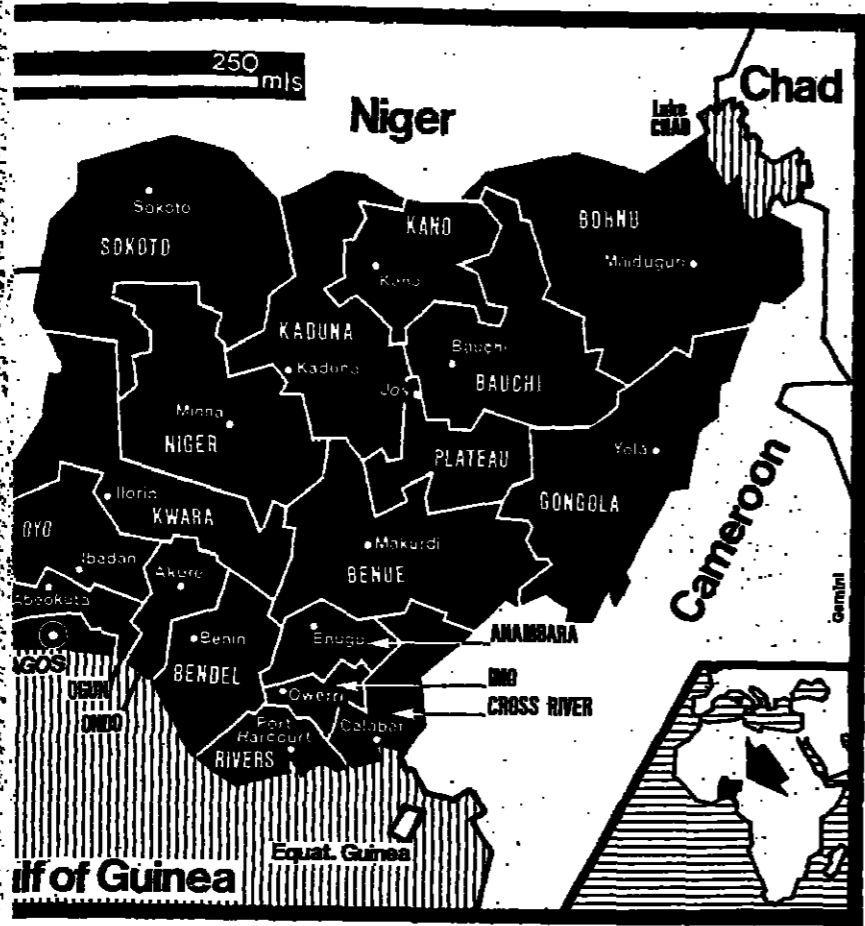 250
mls
Niger
Chad
Lake
CHAD
Sokoto
SOKOTO
KANO
Kano
BORNU
Maiduguri
KADUNA
Kaduna
Bauchi
BAUCHI
Jos
Minna
NIGER
PLATEAU
Yola
GONGOLA
Ilorin
KWARA
OYO
Ibadan
Makurdi
BENUE
Cameroon
Akure
Abeokuta
Gemini
Benin
Enugu
ANAMBARA
AGOS
BENDEL
OGUN
Owerri
IMO
ONDO
CROSS RIVER
Port
Harcourt
Calabar
RIVERS
Equat. Guinea
lf of Guinea